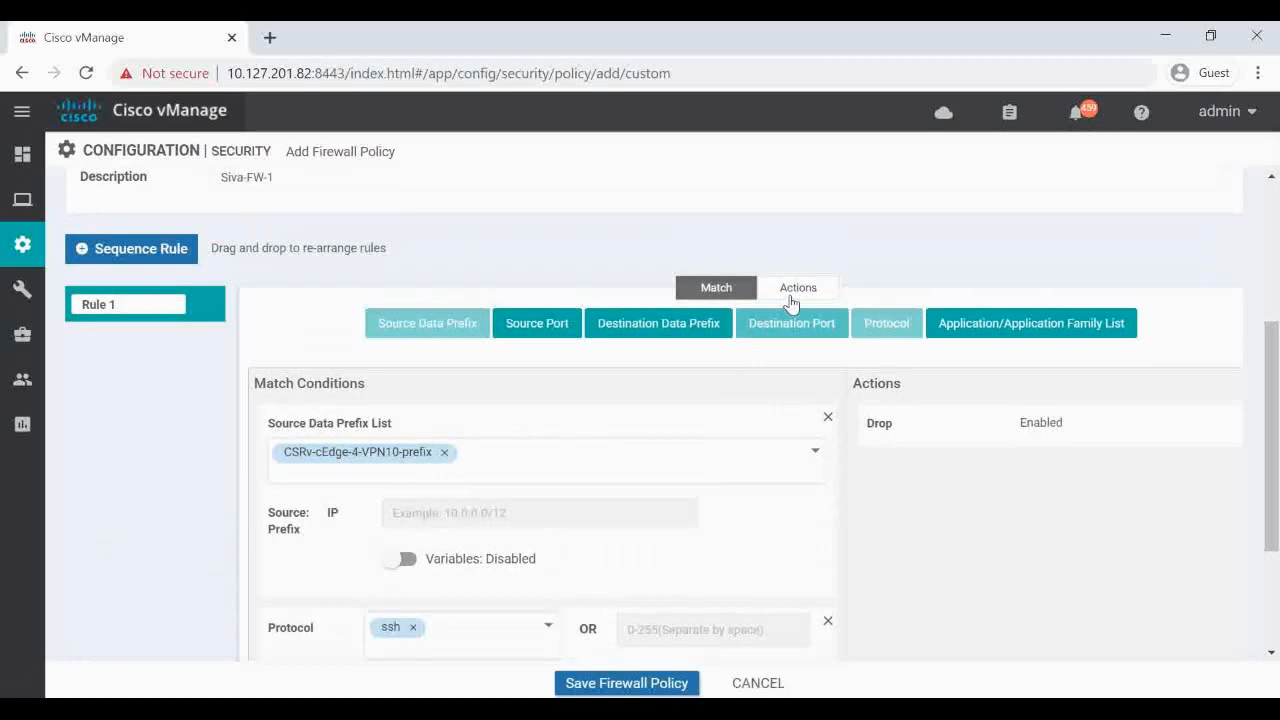 Cisco vManage
Not secure
10.127.201.82:8443/index.html#/app/config/security/policy/add/custom
Guest
cisco Cisco vManage
459
admin
CONFIGURATION | SECURITY Add Firewall Policy
Description Siva-FW-1
Sequence Rule Drag and drop to re-arrange rules
Match Actions
Rule 1
Source Data Prefix Source Port Destination Data Prefix Destination Port Protocol Application/Application Family List
Match Conditions Actions
Source Data Prefix List
Drop Enabled
CSRv-cEdge-4-VPN10-prefix
Source: IP Example: 10.0.0.0/12
Prefix
Variables: Disabled
Protocol ssh OR 0-255(Separate by space)
Save Firewall Policy CANCEL